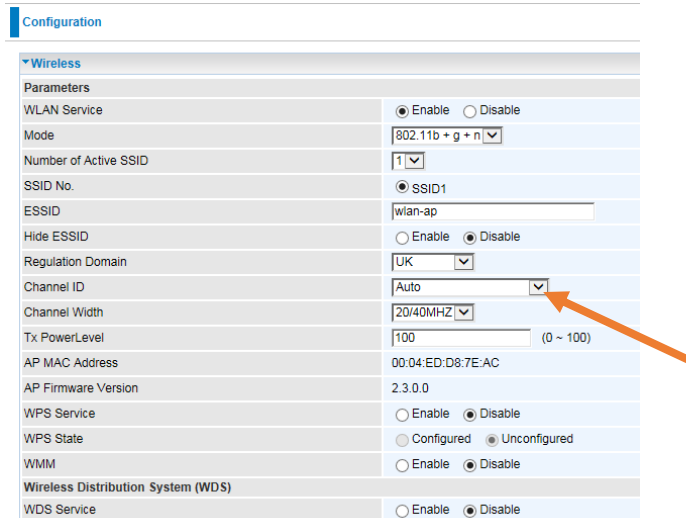 Configuration
Wireless
Parameters
WLAN Service Enable Disable
Mode 802.11b + g + n
Number of Active SSID 1
SSID No. SSID1
ESSID wlan-ap
Hide ESSID Enable Disable
Regulation Domain UK
Channel ID Auto
Channel Width 20/40MHZ
Tx PowerLevel 100 (0 ~ 100)
AP MAC Address 00:04:ED:D8:7E:AC
AP Firmware Version 2.3.0.0
WPS Service Enable Disable
WPS State Configured Unconfigured
WMM Enable Disable
Wireless Distribution System (WDS)
WDS Service Enable Disable